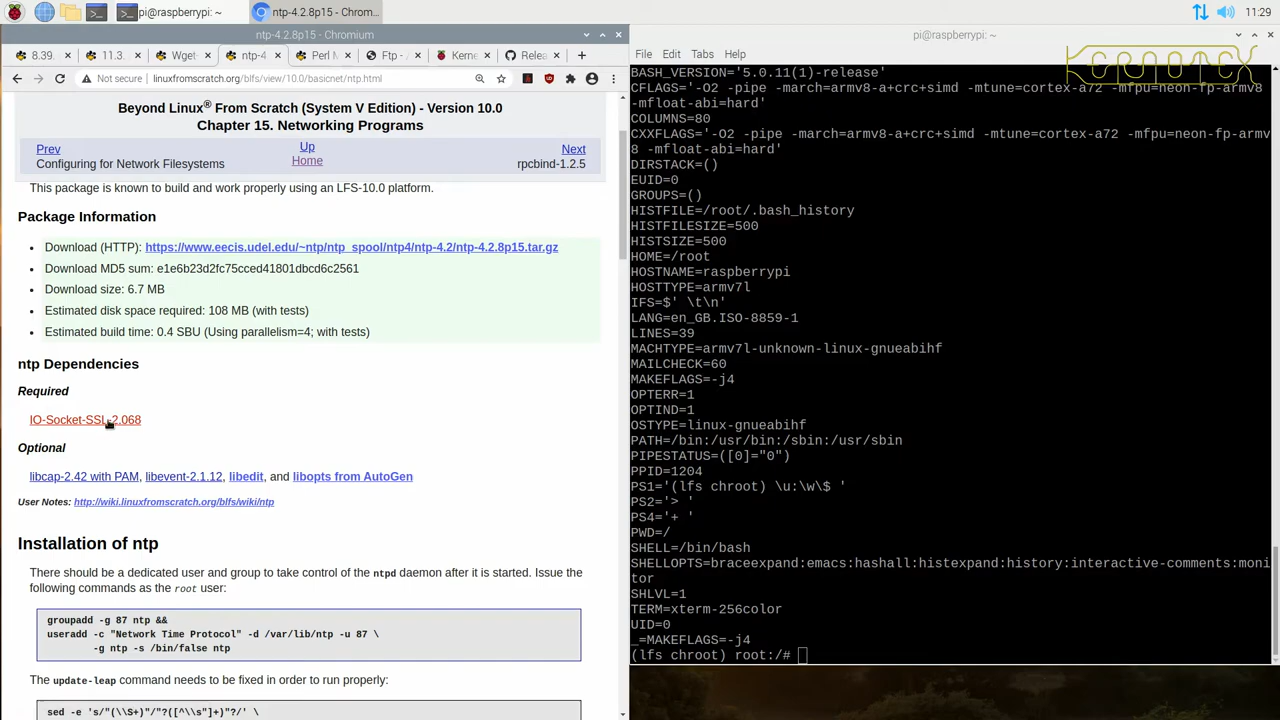 pi@raspberrypi: ~
ntp-4.2.8p15 - Chrom...
11:29
ntp-4.2.8p15 - Chromium
8.39.
11.3
Wget-
ntp-4
Perl M
Ftp - A
Kerne
Relea
Not secure | linuxfromscratch.org/blfs/view/10.0/basicnet/ntp.html
Beyond Linux® From Scratch (System V Edition) - Version 10.0
Chapter 15. Networking Programs
Prev
Up
Next
Configuring for Network Filesystems
Home
rpcbind-1.2.5
This package is known to build and work properly using an LFS-10.0 platform.
Package Information
• Download (HTTP): https://www.eecis.udel.edu/~ntp/ntp_spool/ntp4/ntp-4.2/ntp-4.2.8p15.tar.gz
• Download MD5 sum: e1e6b23d2fc75cced41801dbcd6c2561
• Download size: 6.7 MB
• Estimated disk space required: 108 MB (with tests)
• Estimated build time: 0.4 SBU (Using parallelism=4; with tests)
ntp Dependencies
Required
IO-Socket-SSL-2.068
Optional
libcap-2.42 with PAM, libevent-2.1.12, libedit, and libopts from AutoGen
User Notes: http://wiki.linuxfromscratch.org/blfs/wiki/ntp
Installation of ntp
There should be a dedicated user and group to take control of the ntpd daemon after it is started. Issue the
following commands as the root user:
groupadd -g 87 ntp &&
useradd -c "Network Time Protocol" -d /var/lib/ntp -u 87 \
-g ntp -s /bin/false ntp
The update-leap command needs to be fixed in order to run properly:
sed -e 's/"(\\S+)"/"?([^\\s"]+)"?/' \
pi@raspberrypi: ~
File Edit Tabs Help
KERNOTEX
BASH_VERSION='5.0.11(1)-release'
CFLAGS='-O2 -pipe -march=armv8-a+crc+simd -mtune=cortex-a72 -mfpu=neon-fp-armv8
-mfloat-abi=hard'
COLUMNS=80
CXXFLAGS='-O2 -pipe -march=armv8-a+crc+simd -mtune=cortex-a72 -mfpu=neon-fp-armv
8 -mfloat-abi=hard'
DIRSTACK=()
EUID=0
GROUPS=()
HISTFILE=/root/.bash_history
HISTFILESIZE=500
HISTSIZE=500
HOME=/root
HOSTNAME=raspberrypi
HOSTTYPE=armv7l
IFS=$' \t\n'
LANG=en_GB.ISO-8859-1
LINES=39
MACHTYPE=armv7l-unknown-linux-gnueabihf
MAILCHECK=60
MAKEFLAGS=-j4
OPTERR=1
OPTIND=1
OSTYPE=linux-gnueabihf
PATH=/bin:/usr/bin:/sbin:/usr/sbin
PIPESTATUS=([0]="0")
PPID=1204
PS1='(lfs chroot) \u:\w\$ '
PS2='> '
PS4='+ '
PWD=/
SHELL=/bin/bash
SHELLOPTS=braceexpand:emacs:hashall:histexpand:history:interactive-comments:moni
tor
SHLVL=1
TERM=xterm-256color
UID=0
_=MAKEFLAGS=-j4
(lfs chroot) root:/#